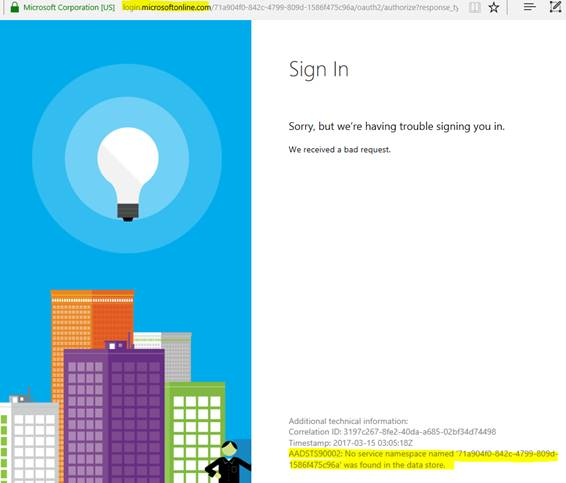 Microsoft Corporation [US] login.microsoftonline.com/71a904f0-842c-4799-809d-1586f475c96a/oauth2/authorize?response_ty
Sign In
Sorry, but we're having trouble signing you in.
We received a bad request.
Additional technical information:
Correlation ID: 3197c267-8fe2-40da-a685-02bf34d74498
Timestamp: 2017-03-15 03:05:18Z
AADSTS90002: No service namespace named '71a904f0-842c-4799-809d-
1586f475c96a' was found in the data store.